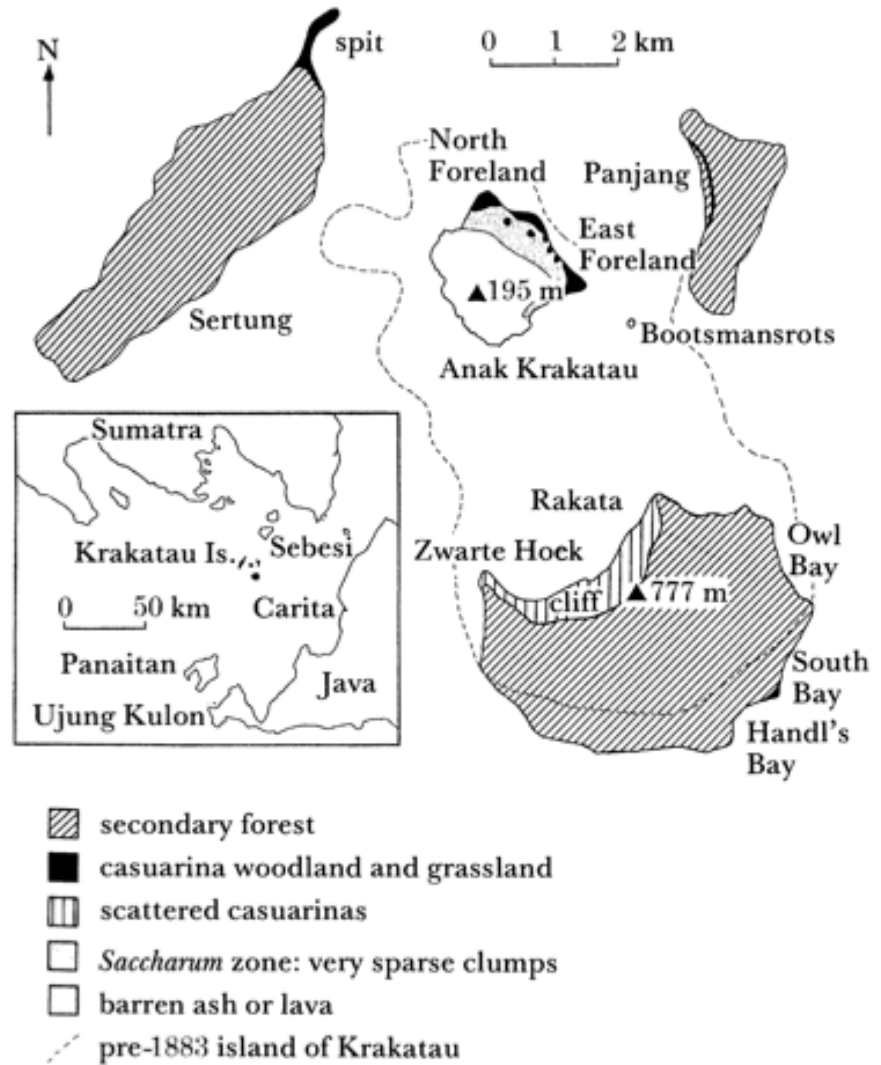 N
spit
0 1 2 km
North
Foreland
Panjang
East
Foreland
195 m
Sertung
Bootsmansrots
Anak Krakatau
Sumatra
Krakatau Is.
Sebesi
0 50 km
Carita
Panaitan
Java
Ujung Kulon
Rakata
Zwarte Hoek
Owl
Bay
cliff
777 m
South
Bay
Handl's
Bay
secondary forest
casuarina woodland and grassland
scattered casuarinas
Saccharum zone: very sparse clumps
barren ash or lava
pre-1883 island of Krakatau